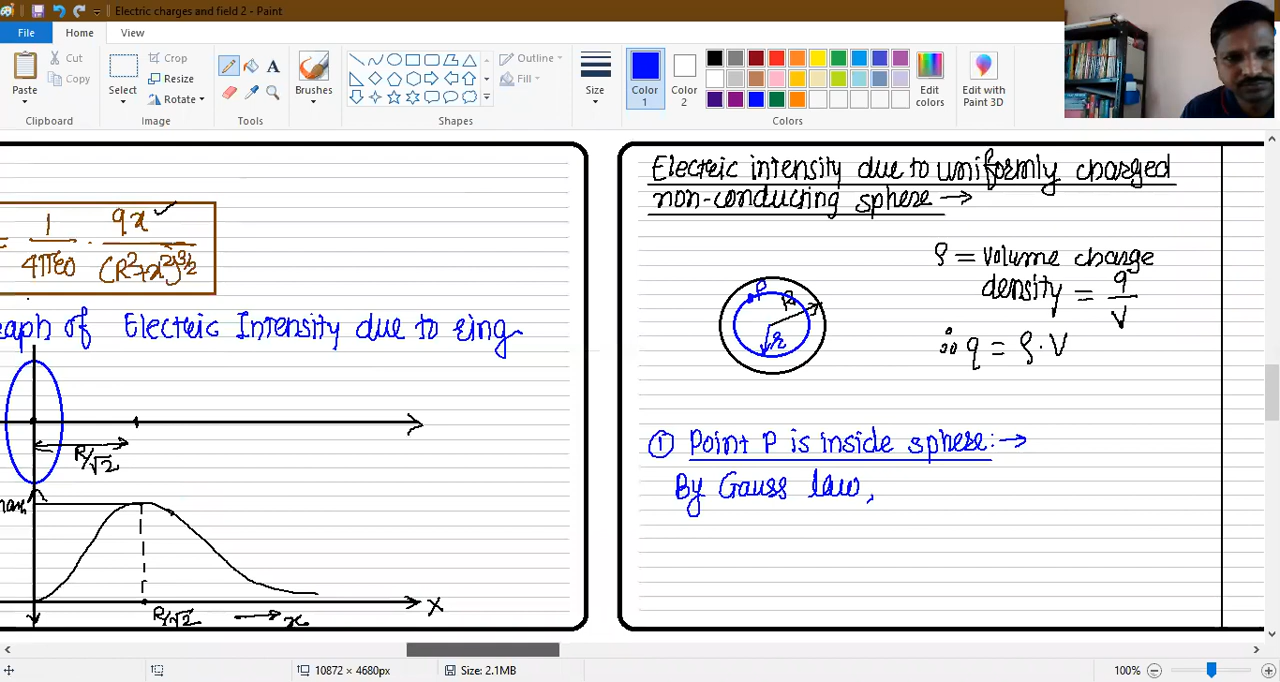 Electric charges and field 2 - Paint
File
Home
View
Paste
Cut
Copy
Clipboard
Select
Crop
Resize
Rotate
Image
A
Tools
Brushes
Shapes
Outline
Fill
Size
Color 1
Color 2
Edit colors
Edit with Paint 3D
Colors
= 1/4πε0 · qx/(R²+x²)^3/2
raph of Electric Intensity due to ring
R/√2
max
R/√2 → x
X
Electric intensity due to uniformly charged
non-conducting sphere →
P
R
r
ρ = volume charge
density = q/V
∴ q = ρ·V
① Point P is inside sphere:→
By Gauss law,
10872 × 4680px
Size: 2.1MB
100%